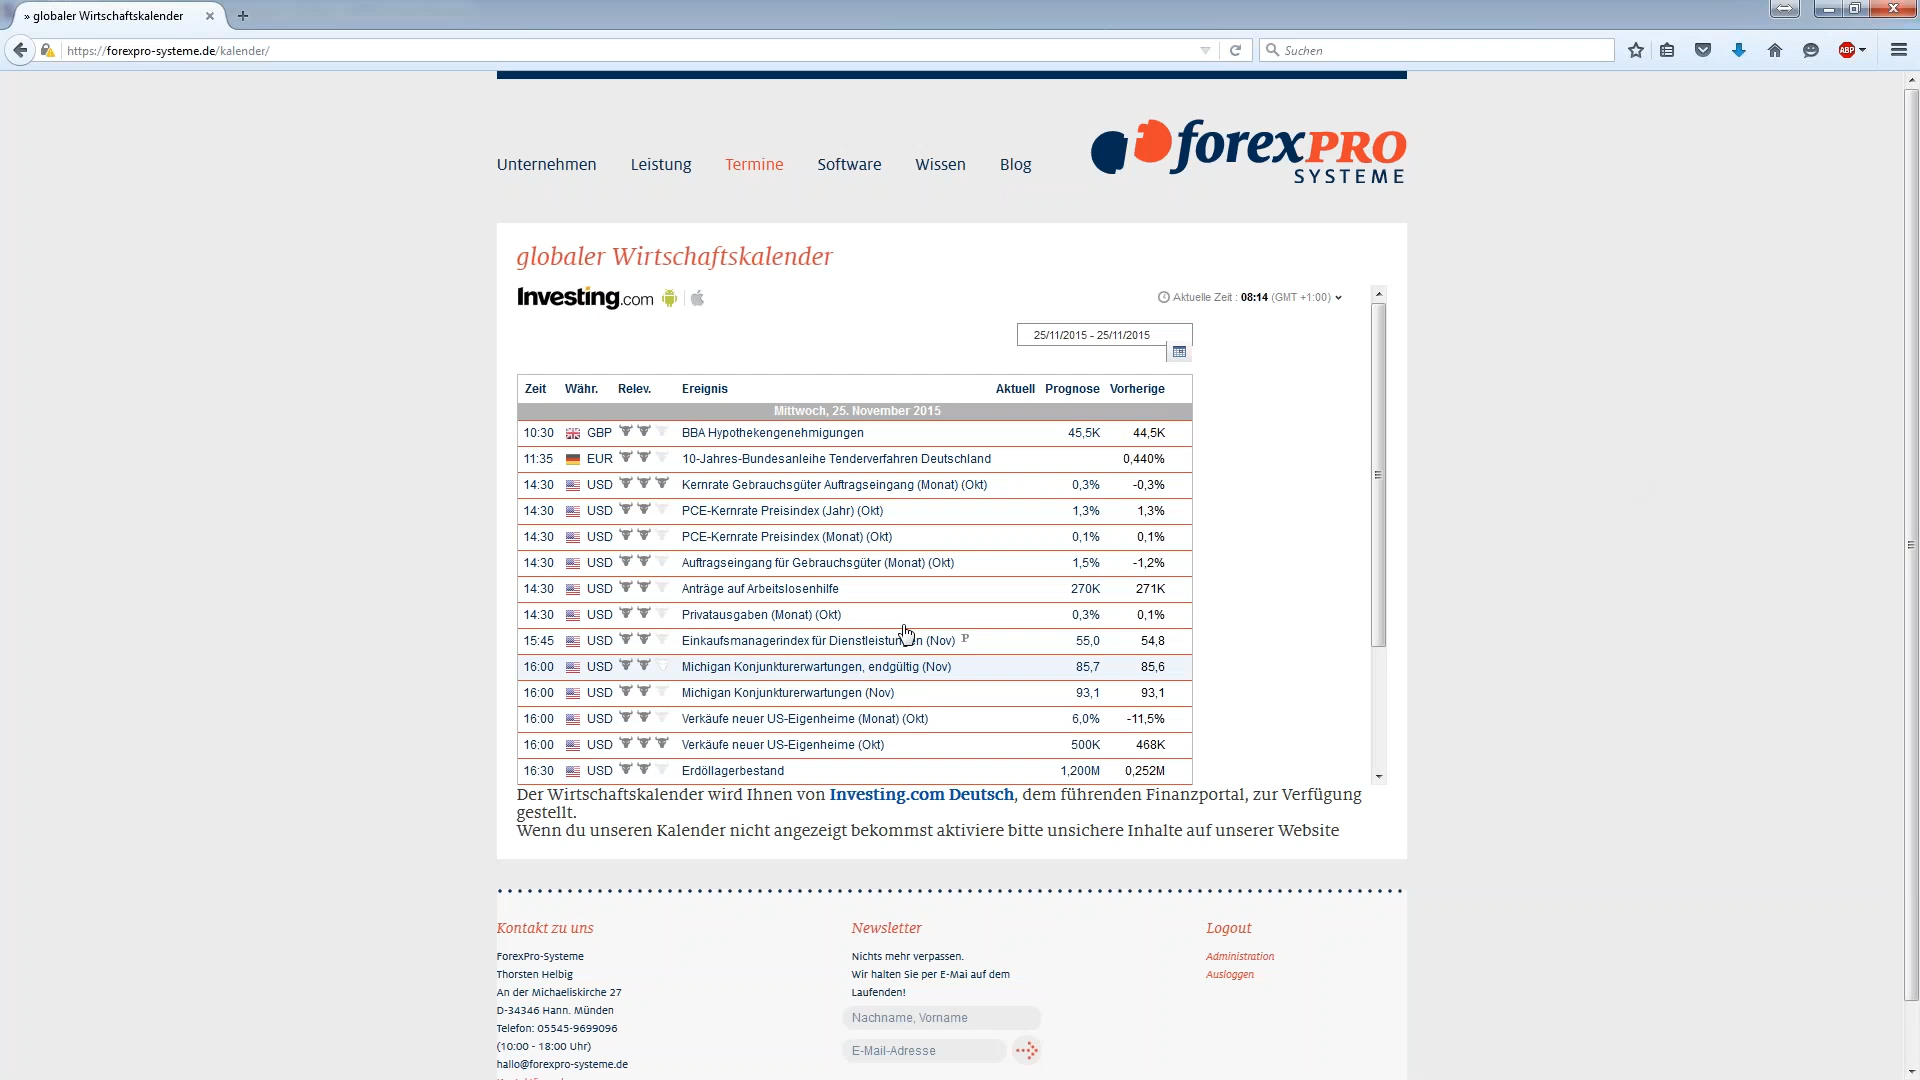 » globaler Wirtschaftskalender
https://forexpro-systeme.de/kalender/
Suchen
ABP
Unternehmen Leistung Termine Software Wissen Blog
forexPRO
SYSTEME
globaler Wirtschaftskalender
Investing.com
Aktuelle Zeit : 08:14 (GMT +1:00)
25/11/2015 - 25/11/2015
Zeit Währ. Relev. Ereignis Aktuell Prognose Vorherige
Mittwoch, 25. November 2015
10:30 GBP BBA Hypothekengenehmigungen 45,5K 44,5K
11:35 EUR 10-Jahres-Bundesanleihe Tenderverfahren Deutschland 0,440%
14:30 USD Kernrate Gebrauchsgüter Auftragseingang (Monat) (Okt) 0,3% -0,3%
14:30 USD PCE-Kernrate Preisindex (Jahr) (Okt) 1,3% 1,3%
14:30 USD PCE-Kernrate Preisindex (Monat) (Okt) 0,1% 0,1%
14:30 USD Auftragseingang für Gebrauchsgüter (Monat) (Okt) 1,5% -1,2%
14:30 USD Anträge auf Arbeitslosenhilfe 270K 271K
14:30 USD Privatausgaben (Monat) (Okt) 0,3% 0,1%
15:45 USD Einkaufsmanagerindex für Dienstleistungen (Nov) P 55,0 54,8
16:00 USD Michigan Konjunkturerwartungen, endgültig (Nov) 85,7 85,6
16:00 USD Michigan Konjunkturerwartungen (Nov) 93,1 93,1
16:00 USD Verkäufe neuer US-Eigenheime (Monat) (Okt) 6,0% -11,5%
16:00 USD Verkäufe neuer US-Eigenheime (Okt) 500K 468K
16:30 USD Erdöllagerbestand 1,200M 0,252M
Der Wirtschaftskalender wird Ihnen von Investing.com Deutsch, dem führenden Finanzportal, zur Verfügung
gestellt.
Wenn du unseren Kalender nicht angezeigt bekommst aktiviere bitte unsichere Inhalte auf unserer Website
Kontakt zu uns
ForexPro-Systeme
Thorsten Helbig
An der Michaeliskirche 27
D-34346 Hann. Münden
Telefon: 05545-9699096
(10:00 - 18:00 Uhr)
hallo@forexpro-systeme.de
Newsletter
Nichts mehr verpassen.
Wir halten Sie per E-Mai auf dem
Laufenden!
Nachname, Vorname
E-Mail-Adresse
Logout
Administration
Ausloggen